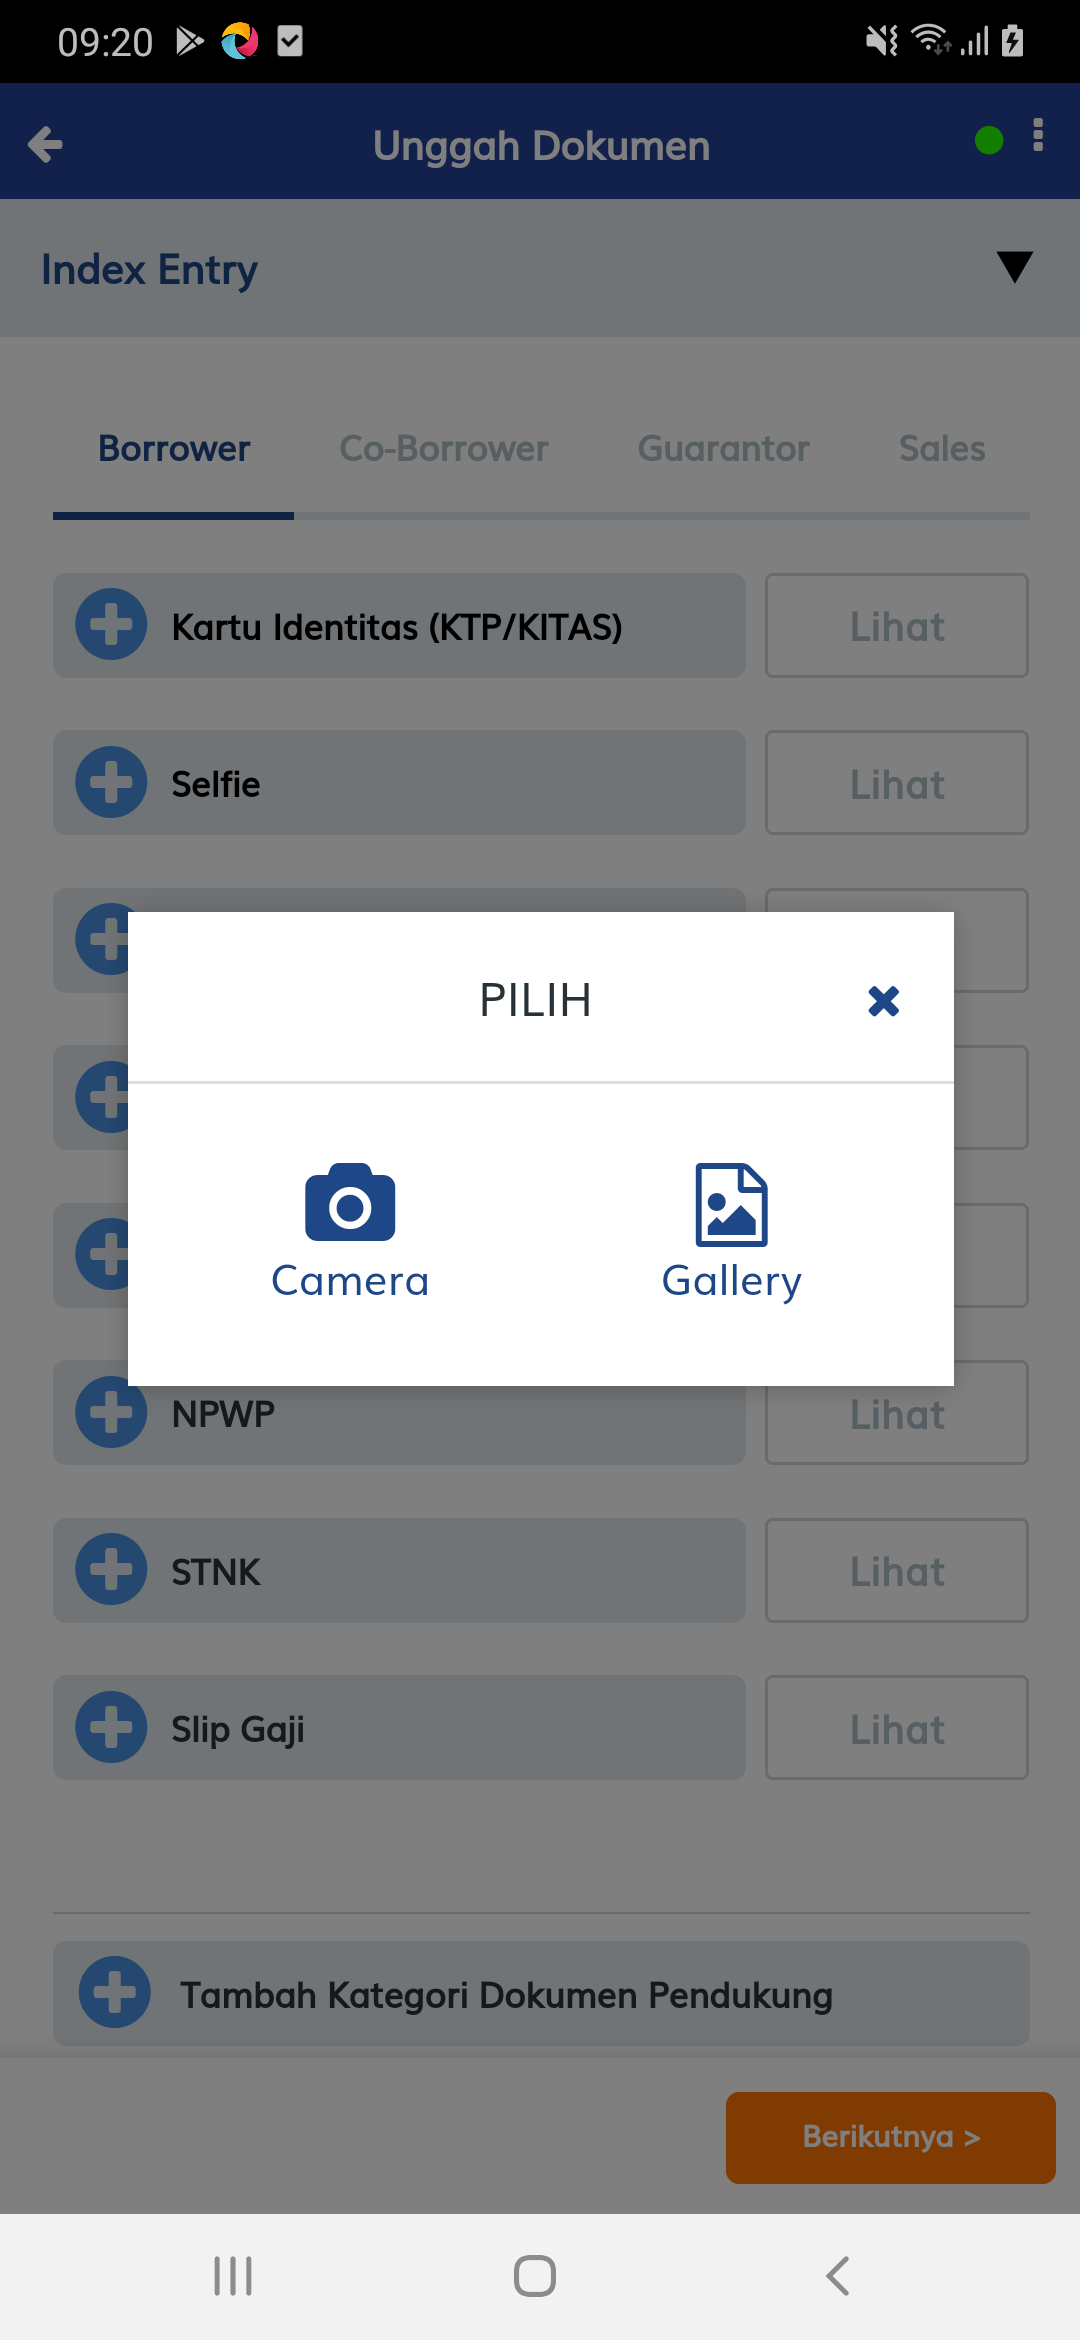 09:20
Unggah Dokumen
Index Entry
Borrower Co-Borrower Guarantor Sales
Kartu Identitas (KTP/KITAS) Lihat
Selfie Lihat
PILIH
Camera Gallery
NPWP Lihat
STNK Lihat
Slip Gaji Lihat
Tambah Kategori Dokumen Pendukung
Berikutnya >